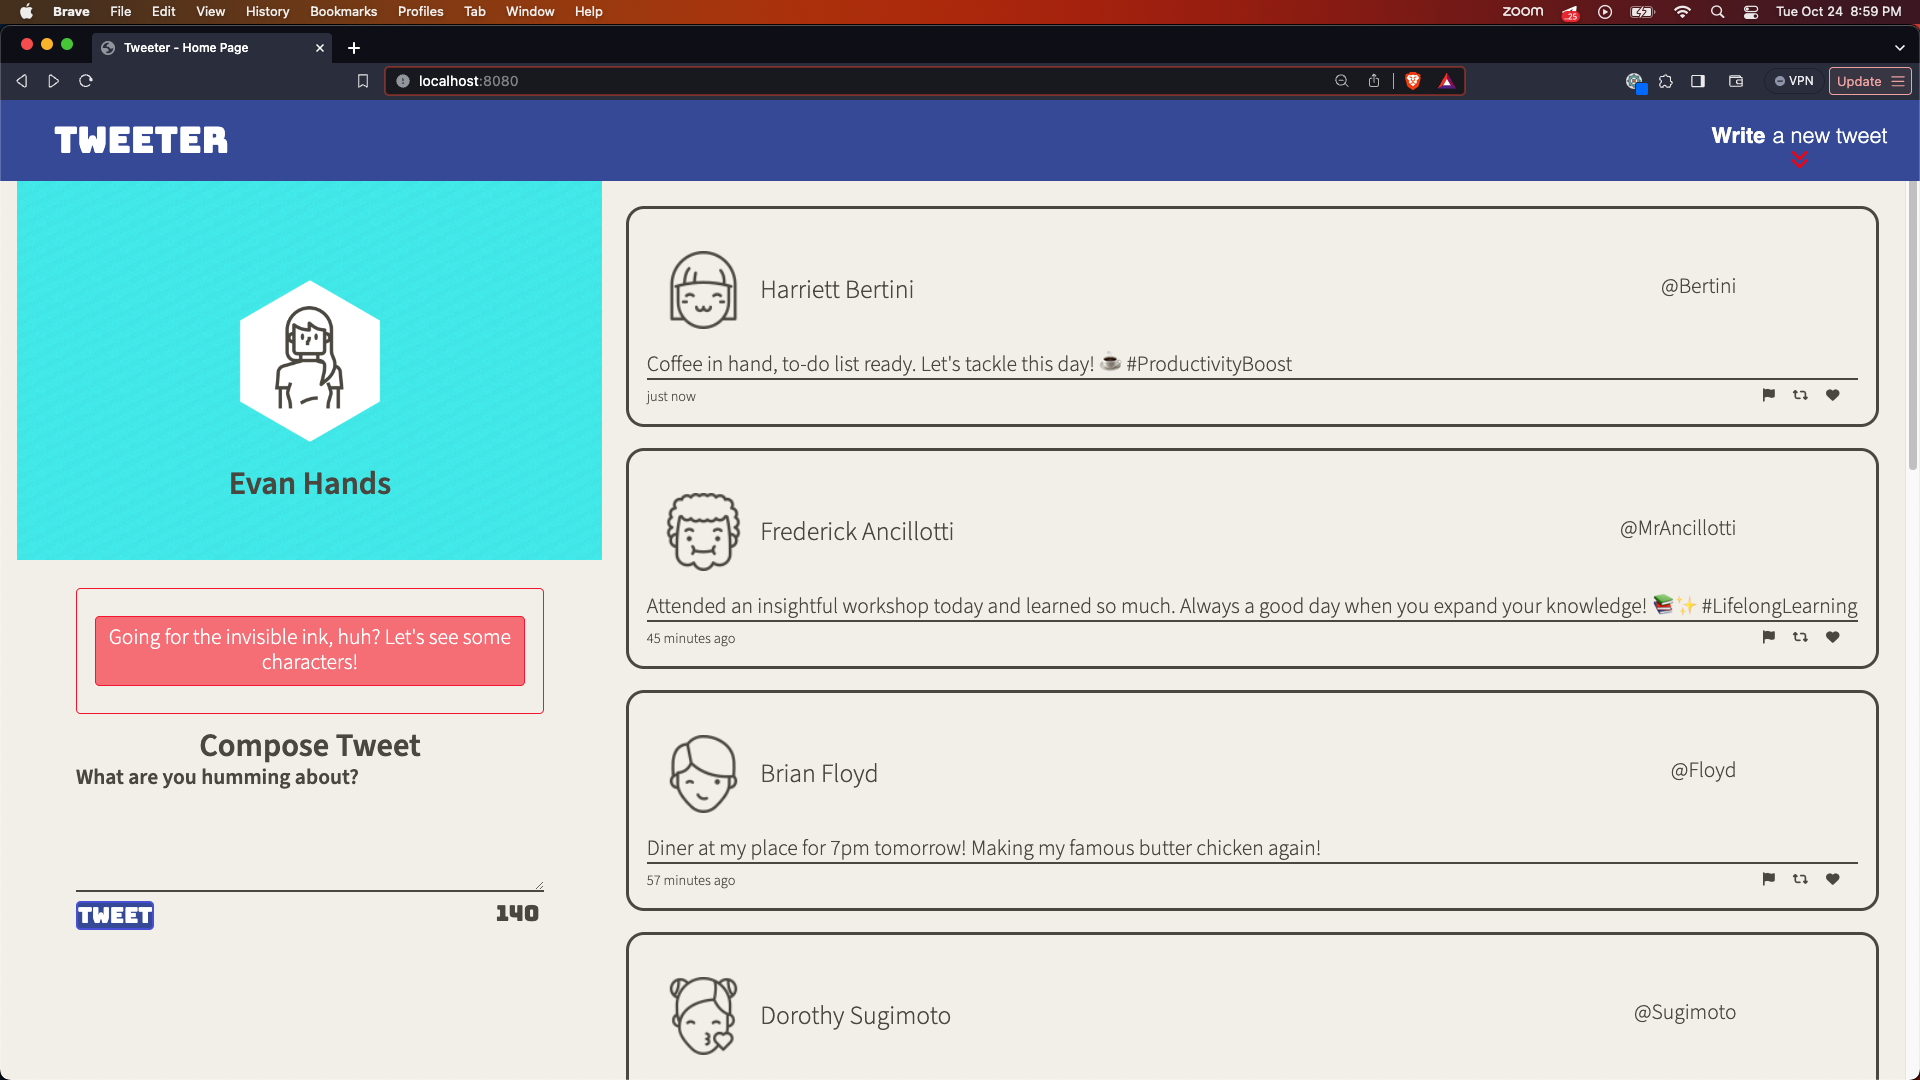 Brave File Edit View History Bookmarks Profiles Tab Window Help zoom 25 Tue Oct 24 8:59 PM
Tweeter - Home Page
localhost:8080 VPN Update
TWEETER
Write a new tweet
Evan Hands
Going for the invisible ink, huh? Let's see some
characters!
Compose Tweet
What are you humming about?
TWEET 140
Harriett Bertini @Bertini
Coffee in hand, to-do list ready. Let's tackle this day! ☕ #ProductivityBoost
just now
Frederick Ancillotti @MrAncillotti
Attended an insightful workshop today and learned so much. Always a good day when you expand your knowledge! 📚✨ #LifelongLearning
45 minutes ago
Brian Floyd @Floyd
Diner at my place for 7pm tomorrow! Making my famous butter chicken again!
57 minutes ago
Dorothy Sugimoto @Sugimoto